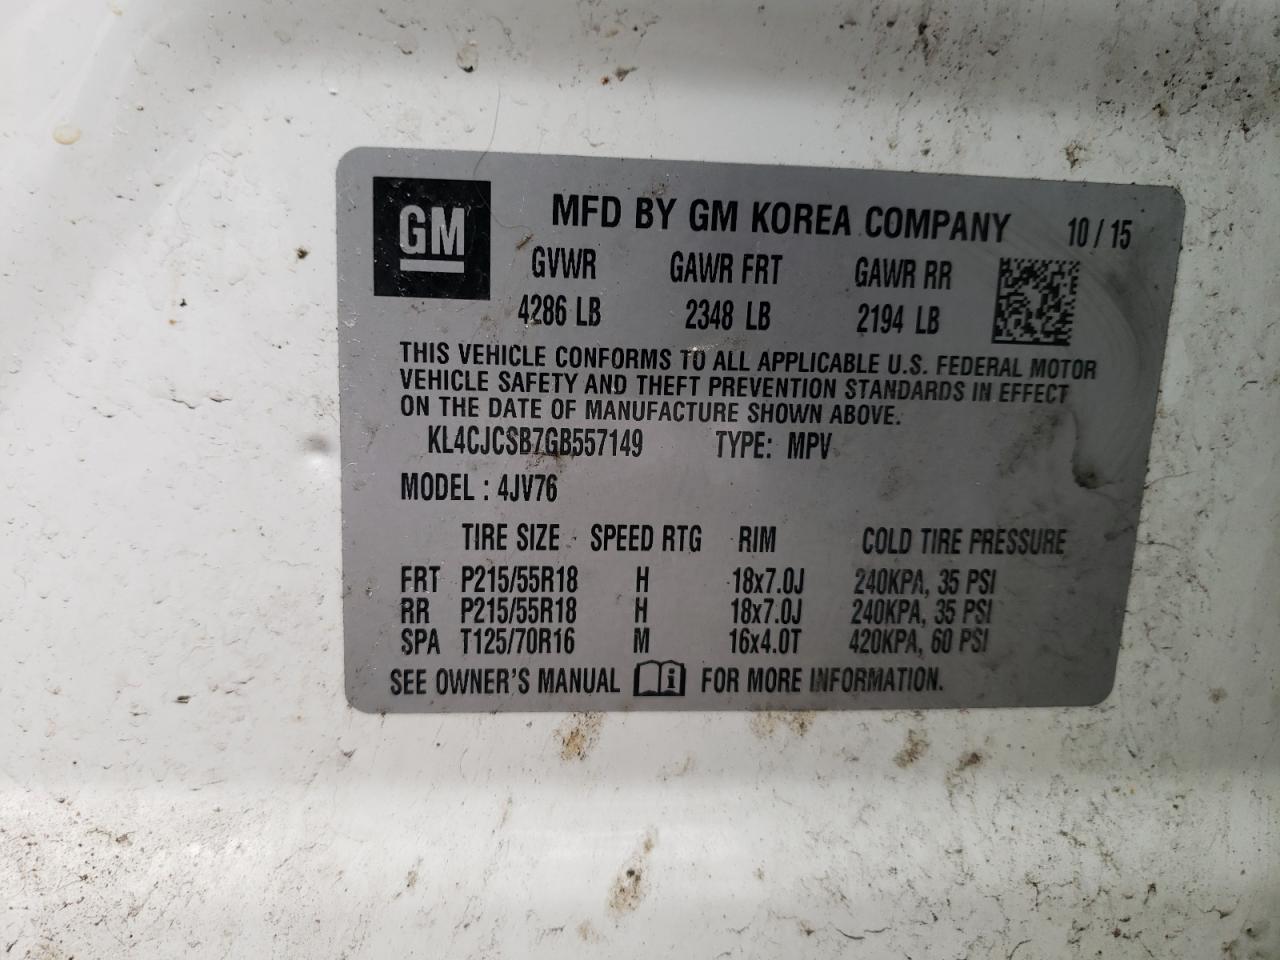 GM
MFD BY GM KOREA COMPANY 10 / 15
GVWR GAWR FRT GAWR RR
4286 LB 2348 LB 2194 LB
THIS VEHICLE CONFORMS TO ALL APPLICABLE U.S. FEDERAL MOTOR
VEHICLE SAFETY AND THEFT PREVENTION STANDARDS IN EFFECT
ON THE DATE OF MANUFACTURE SHOWN ABOVE.
KL4CJCSB7GB557149 TYPE: MPV
MODEL : 4JV76
TIRE SIZE SPEED RTG RIM COLD TIRE PRESSURE
FRT P215/55R18 H 18x7.0J 240KPA, 35 PSI
RR P215/55R18 H 18x7.0J 240KPA, 35 PSI
SPA T125/70R16 M 16x4.0T 420KPA, 60 PSI
SEE OWNER'S MANUAL FOR MORE INFORMATION.